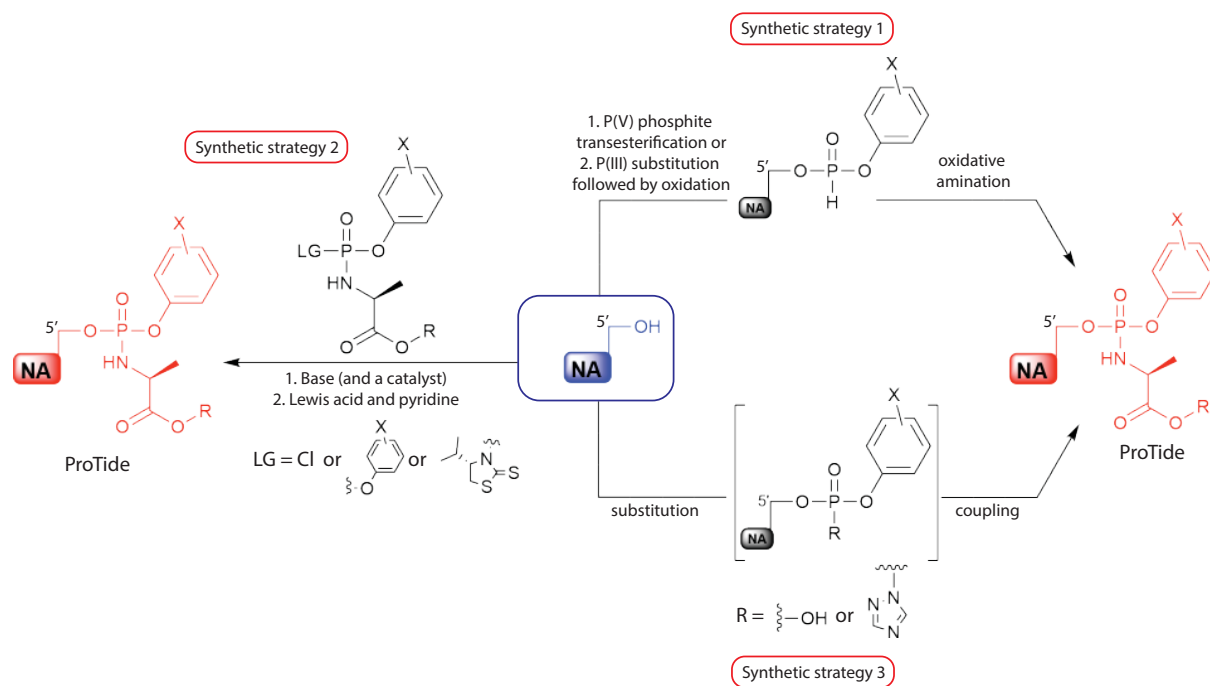 Synthetic strategy 1
X
1. P(V) phosphite
transesterification or
2. P(III) substitution
followed by oxidation
O
5′
O
P
O
H
NA
oxidative
amination
Synthetic strategy 2
X
O
LG
P
O
HN
O
O
R
X
O
5′
O
P
O
HN
NA
O
O
R
ProTide
5′
OH
NA
1. Base (and a catalyst)
2. Lewis acid and pyridine
LG = Cl or
X
O
or
N
S
S
X
O
5′
O
P
O
HN
NA
O
O
R
ProTide
substitution
X
O
5′
O
P
O
R
NA
coupling
R =
OH or
N
N
N
Synthetic strategy 3